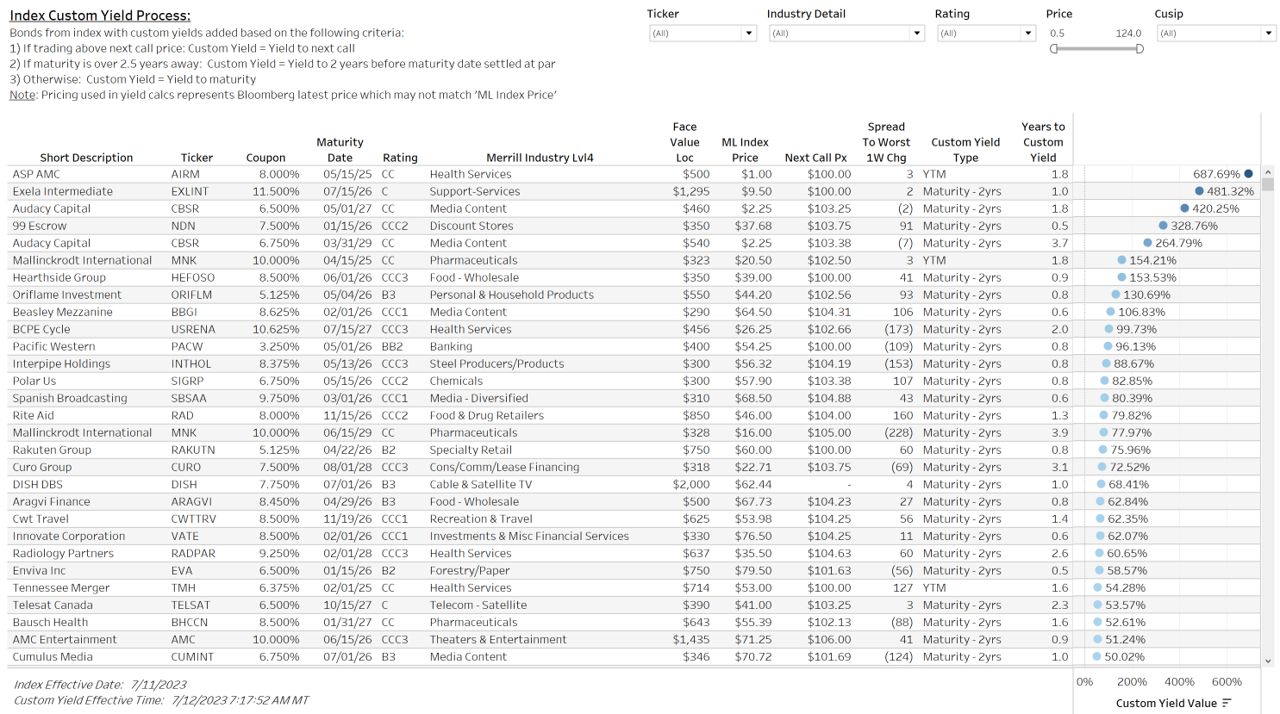 Index Custom Yield Process:
Bonds from index with custom yields added based on the following criteria:
1) If trading above next call price: Custom Yield = Yield to next call
2) If maturity is over 2.5 years away:  Custom Yield = Yield to 2 years before maturity date settled at par
3) Otherwise:  Custom Yield = Yield to maturity
Note: Pricing used in yield calcs represents Bloomberg latest price which may not match 'ML Index Price'
Ticker Industry Detail Rating Price Cusip
(All) (All) (All) 0.5 124.0 (All)
Short Description Ticker Coupon Maturity Date Rating Merrill Industry Lvl4 Face Value Loc ML Index Price Next Call Px Spread To Worst 1W Chg Custom Yield Type Years to Custom Yield
ASP AMC AIRM 8.000% 05/15/25 CC Health Services $500 $1.00 $100.00 3 YTM 1.8 687.69%
Exela Intermediate EXLINT 11.500% 07/15/26 C Support-Services $1,295 $9.50 $100.00 2 Maturity - 2yrs 1.0 481.32%
Audacy Capital CBSR 6.500% 05/01/27 CC Media Content $460 $2.25 $103.25 (2) Maturity - 2yrs 1.8 420.25%
99 Escrow NDN 7.500% 01/15/26 CCC2 Discount Stores $350 $37.68 $103.75 91 Maturity - 2yrs 0.5 328.76%
Audacy Capital CBSR 6.750% 03/31/29 CC Media Content $540 $2.25 $103.38 (7) Maturity - 2yrs 3.7 264.79%
Mallinckrodt International MNK 10.000% 04/15/25 CC Pharmaceuticals $323 $20.50 $102.50 3 YTM 1.8 154.21%
Hearthside Group HEFOSO 8.500% 06/01/26 CCC3 Food - Wholesale $350 $39.00 $100.00 41 Maturity - 2yrs 0.9 153.53%
Oriflame Investment ORIFLM 5.125% 05/04/26 B3 Personal & Household Products $550 $44.20 $102.56 93 Maturity - 2yrs 0.8 130.69%
Beasley Mezzanine BBGI 8.625% 02/01/26 CCC1 Media Content $290 $64.50 $104.31 106 Maturity - 2yrs 0.6 106.83%
BCPE Cycle USRENA 10.625% 07/15/27 CCC3 Health Services $456 $26.25 $102.66 (173) Maturity - 2yrs 2.0 99.73%
Pacific Western PACW 3.250% 05/01/26 BB2 Banking $400 $54.25 $100.00 (109) Maturity - 2yrs 0.8 96.13%
Interpipe Holdings INTHOL 8.375% 05/13/26 CCC3 Steel Producers/Products $300 $56.32 $104.19 (153) Maturity - 2yrs 0.8 88.67%
Polar Us SIGRP 6.750% 05/15/26 CCC2 Chemicals $300 $57.90 $103.38 107 Maturity - 2yrs 0.8 82.85%
Spanish Broadcasting SBSAA 9.750% 03/01/26 CCC1 Media - Diversified $310 $68.50 $104.88 43 Maturity - 2yrs 0.6 80.39%
Rite Aid RAD 8.000% 11/15/26 CCC2 Food & Drug Retailers $850 $46.00 $104.00 160 Maturity - 2yrs 1.3 79.82%
Mallinckrodt International MNK 10.000% 06/15/29 CC Pharmaceuticals $328 $16.00 $105.00 (228) Maturity - 2yrs 3.9 77.97%
Rakuten Group RAKUTN 5.125% 04/22/26 B2 Specialty Retail $750 $60.00 $100.00 60 Maturity - 2yrs 0.8 75.96%
Curo Group CURO 7.500% 08/01/28 CCC3 Cons/Comm/Lease Financing $318 $22.71 $103.75 (69) Maturity - 2yrs 3.1 72.52%
DISH DBS DISH 7.750% 07/01/26 B3 Cable & Satellite TV $2,000 $62.44 - 4 Maturity - 2yrs 1.0 68.41%
Aragvi Finance ARAGVI 8.450% 04/29/26 B3 Food - Wholesale $500 $67.73 $104.23 27 Maturity - 2yrs 0.8 62.84%
Cwt Travel CWTTRV 8.500% 11/19/26 CCC1 Recreation & Travel $625 $53.98 $104.25 56 Maturity - 2yrs 1.4 62.35%
Innovate Corporation VATE 8.500% 02/01/26 CCC1 Investments & Misc Financial Services $330 $76.50 $104.25 11 Maturity - 2yrs 0.6 62.07%
Radiology Partners RADPAR 9.250% 02/01/28 CCC3 Health Services $637 $35.50 $104.63 60 Maturity - 2yrs 2.6 60.65%
Enviva Inc EVA 6.500% 01/15/26 B2 Forestry/Paper $750 $79.50 $101.63 (56) Maturity - 2yrs 0.5 58.57%
Tennessee Merger TMH 6.375% 02/01/25 CC Health Services $714 $53.00 $100.00 127 YTM 1.6 54.28%
Telesat Canada TELSAT 6.500% 10/15/27 C Telecom - Satellite $390 $41.00 $103.25 3 Maturity - 2yrs 2.3 53.57%
Bausch Health BHCCN 8.500% 01/31/27 CC Pharmaceuticals $643 $55.39 $102.13 (88) Maturity - 2yrs 1.6 52.61%
AMC Entertainment AMC 10.000% 06/15/26 CCC3 Theaters & Entertainment $1,435 $71.25 $106.00 41 Maturity - 2yrs 0.9 51.24%
Cumulus Media CUMINT 6.750% 07/01/26 B3 Media Content $346 $70.72 $101.69 (124) Maturity - 2yrs 1.0 50.02%
Index Effective Date:  7/11/2023
Custom Yield Effective Time:  7/12/2023 7:17:52 AM MT
0% 200% 400% 600%
Custom Yield Value